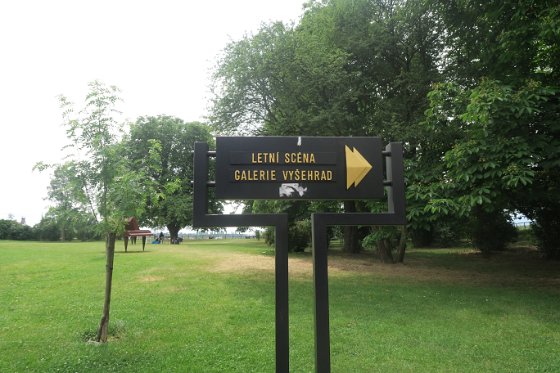 LETNÍ SCÉNA
GALERIE VYŠEHRAD